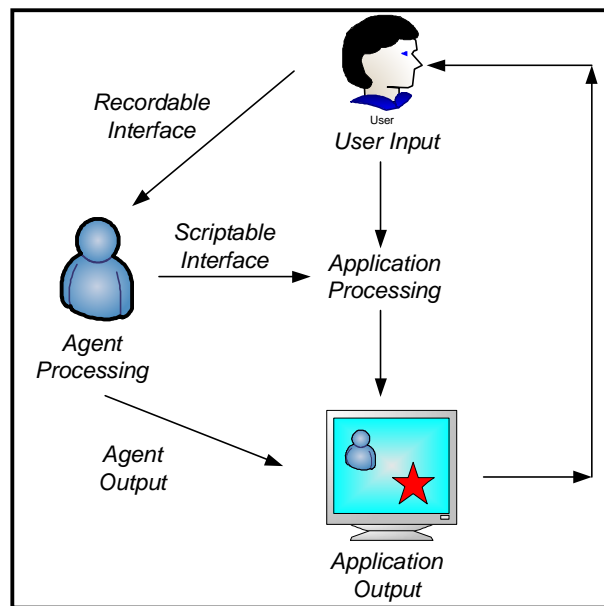 User
User Input
Recordable
Interface
Scriptable
Interface
Application
Processing
Agent
Processing
Agent
Output
Application
Output